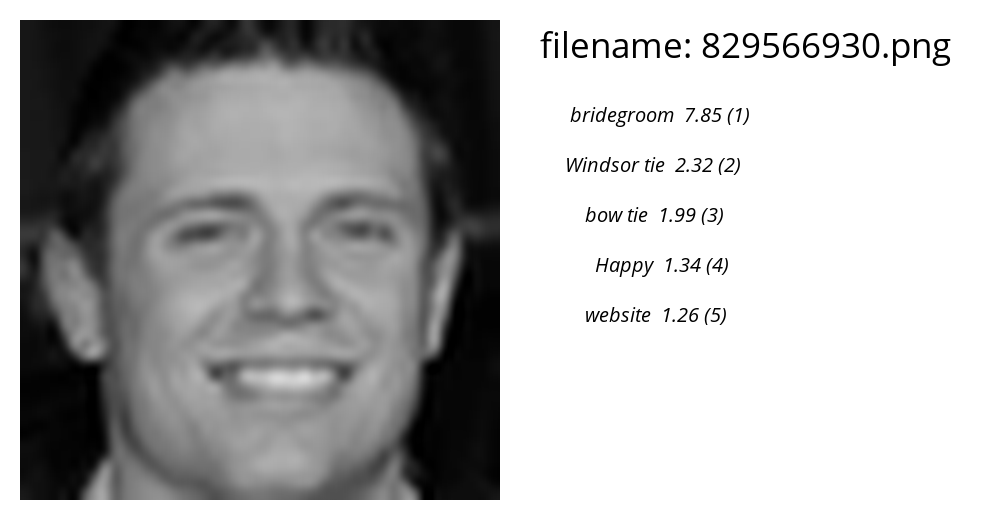 filename: 829566930.png
bridegroom 7.85 (1)
Windsor tie 2.32 (2)
bow tie 1.99 (3)
Happy 1.34 (4)
website 1.26 (5)